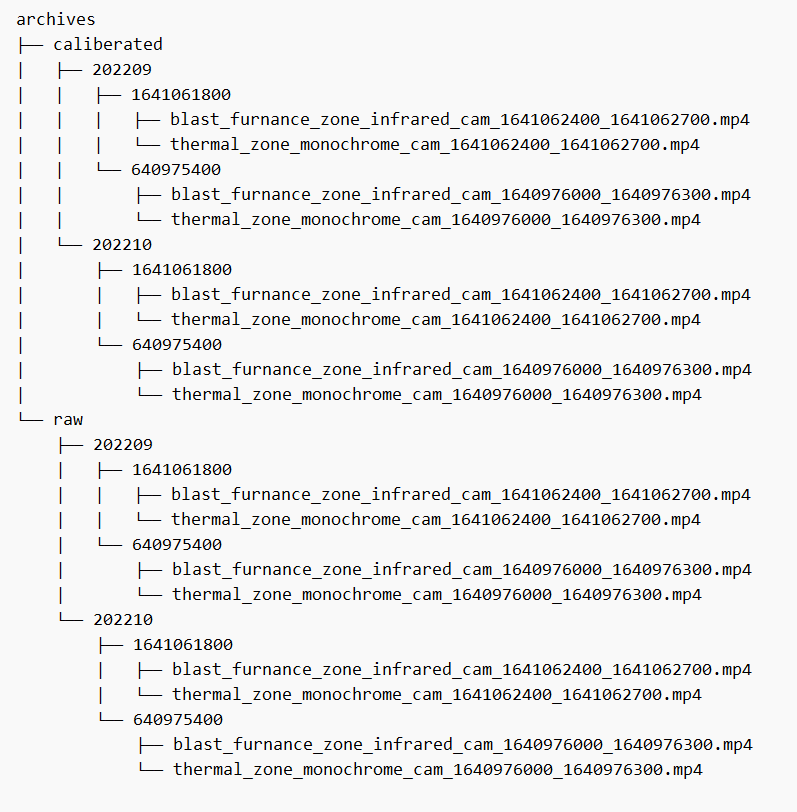 archives
├── caliberated
│   ├── 202209
│   │   ├── 1641061800
│   │   │   ├── blast_furnance_zone_infrared_cam_1641062400_1641062700.mp4
│   │   │   └── thermal_zone_monochrome_cam_1641062400_1641062700.mp4
│   │   └── 640975400
│   │       ├── blast_furnance_zone_infrared_cam_1640976000_1640976300.mp4
│   │       └── thermal_zone_monochrome_cam_1640976000_1640976300.mp4
│   └── 202210
│       ├── 1641061800
│       │   ├── blast_furnance_zone_infrared_cam_1641062400_1641062700.mp4
│       │   └── thermal_zone_monochrome_cam_1641062400_1641062700.mp4
│       └── 640975400
│           ├── blast_furnance_zone_infrared_cam_1640976000_1640976300.mp4
│           └── thermal_zone_monochrome_cam_1640976000_1640976300.mp4
└── raw
    ├── 202209
    │   ├── 1641061800
    │   │   ├── blast_furnance_zone_infrared_cam_1641062400_1641062700.mp4
    │   │   └── thermal_zone_monochrome_cam_1641062400_1641062700.mp4
    │   └── 640975400
    │       ├── blast_furnance_zone_infrared_cam_1640976000_1640976300.mp4
    │       └── thermal_zone_monochrome_cam_1640976000_1640976300.mp4
    └── 202210
        ├── 1641061800
        │   ├── blast_furnance_zone_infrared_cam_1641062400_1641062700.mp4
        │   └── thermal_zone_monochrome_cam_1641062400_1641062700.mp4
        └── 640975400
            ├── blast_furnance_zone_infrared_cam_1640976000_1640976300.mp4
            └── thermal_zone_monochrome_cam_1640976000_1640976300.mp4